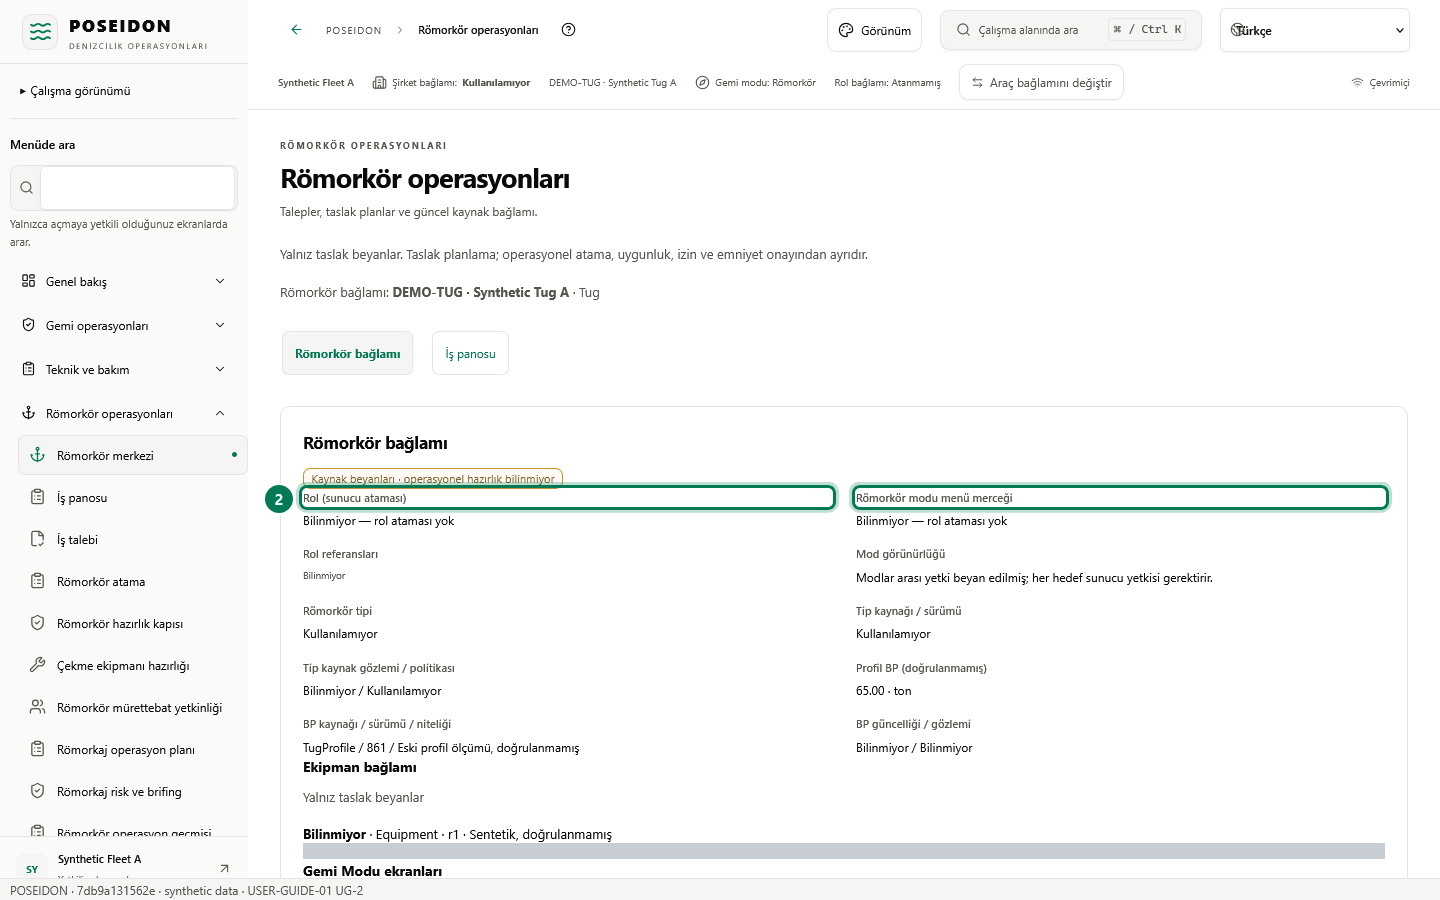 POSEIDON
DENİZCİLİK OPERASYONLARI
Çalışma görünümü
Menüde ara
Yalnızca açmaya yetkili olduğunuz ekranlarda
arar.
Genel bakış
Gemi operasyonları
Teknik ve bakım
Römorkör operasyonları
Römorkör merkezi
İş panosu
İş talebi
Römorkör atama
Römorkör hazırlık kapısı
Çekme ekipmanı hazırlığı
Römorkör mürettebat yetkinliği
Römorkaj operasyon planı
Römorkaj risk ve brifing
Römorkör operasyon geçmişi
SY
Synthetic Fleet A
POSEIDON
Römorkör operasyonları
Görünüm
Çalışma alanında ara
⌘ / Ctrl K
Türkçe
Synthetic Fleet A
Şirket bağlamı: Kullanılamıyor
DEMO-TUG · Synthetic Tug A
Gemi modu: Römorkör
Rol bağlamı: Atanmamış
Araç bağlamını değiştir
Çevrimiçi
RÖMORKÖR OPERASYONLARI
Römorkör operasyonları
Talepler, taslak planlar ve güncel kaynak bağlamı.
Yalnız taslak beyanlar. Taslak planlama; operasyonel atama, uygunluk, izin ve emniyet onayından ayrıdır.
Römorkör bağlamı: DEMO-TUG · Synthetic Tug A · Tug
Römorkör bağlamı
İş panosu
Römorkör bağlamı
Kaynak beyanları · operasyonel hazırlık bilinmiyor
2
Rol (sunucu ataması)
Bilinmiyor — rol ataması yok
Römorkör modu menü merceği
Bilinmiyor — rol ataması yok
Rol referansları
Bilinmiyor
Mod görünürlüğü
Modlar arası yetki beyan edilmiş; her hedef sunucu yetkisi gerektirir.
Römorkör tipi
Kullanılamıyor
Tip kaynağı / sürümü
Kullanılamıyor
Tip kaynak gözlemi / politikası
Bilinmiyor / Kullanılamıyor
Profil BP (doğrulanmamış)
65.00 · ton
BP kaynağı / sürümü / niteliği
TugProfile / 861 / Eski profil ölçümü, doğrulanmamış
BP güncelliği / gözlemi
Bilinmiyor / Bilinmiyor
Ekipman bağlamı
Yalnız taslak beyanlar
Bilinmiyor · Equipment · r1 · Sentetik, doğrulanmamış
Gemi Modu ekranları
POSEIDON · 7db9a131562e · synthetic data · USER-GUIDE-01 UG-2